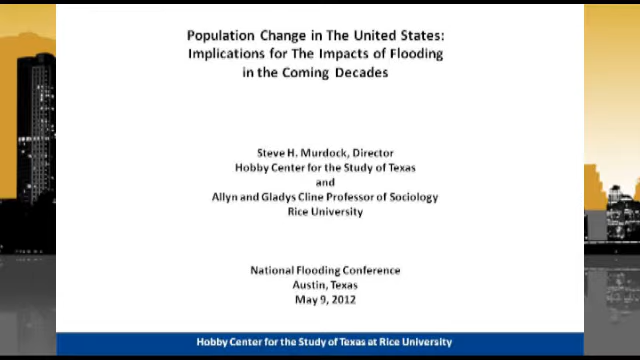 Population Change in The United States:
Implications for The Impacts of Flooding
in the Coming Decades
Steve H. Murdock, Director
Hobby Center for the Study of Texas
and
Allyn and Gladys Cline Professor of Sociology
Rice University
National Flooding Conference
Austin, Texas
May 9, 2012
Hobby Center for the Study of Texas at Rice University